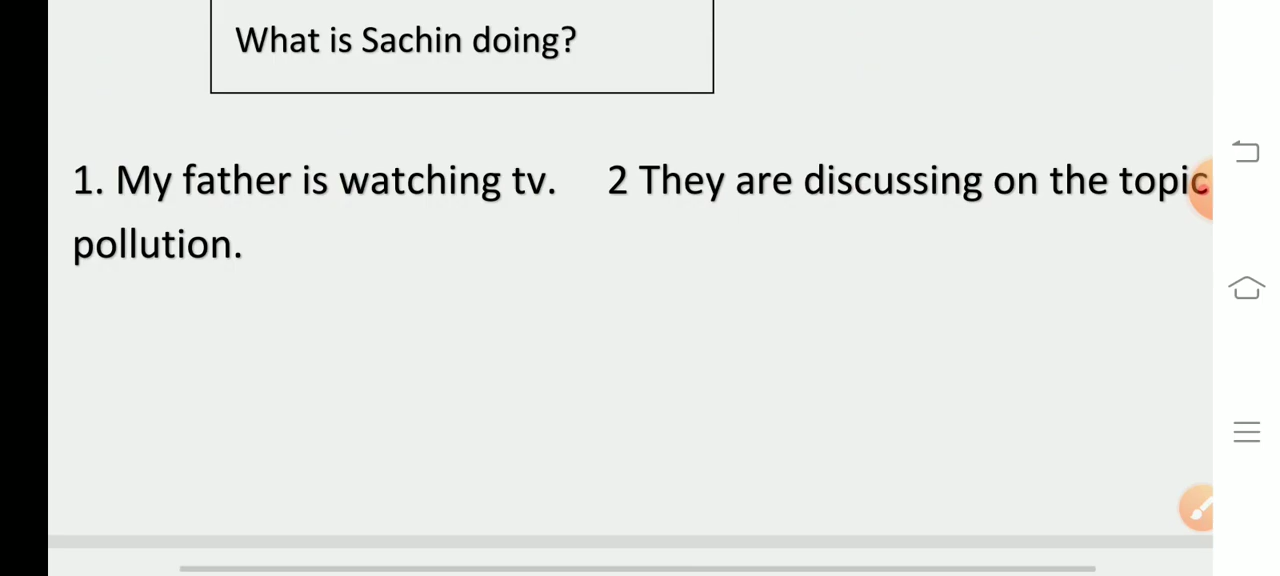 What is Sachin doing?
1. My father is watching tv. 2 They are discussing on the topic
pollution.